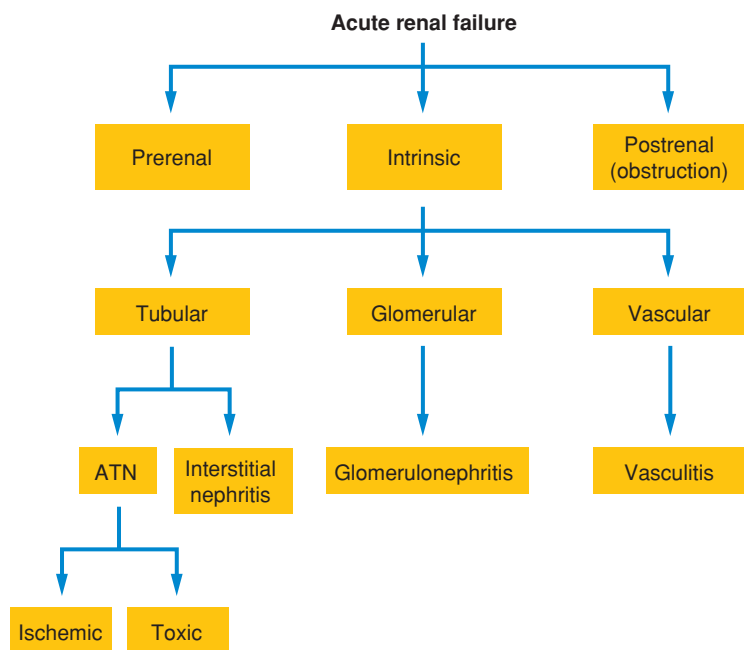 Acute renal failure
Prerenal
Intrinsic
Postrenal
(obstruction)
Tubular
Glomerular
Vascular
ATN
Interstitial
nephritis
Glomerulonephritis
Vasculitis
Ischemic
Toxic